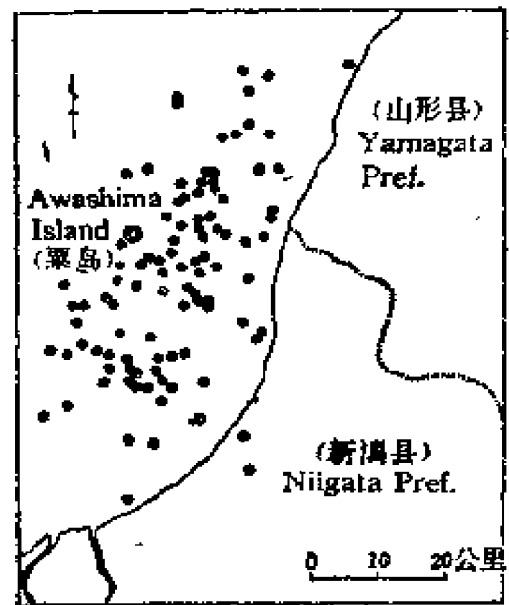 (山形县)
Yamagata
Pref.
Awashima
Island
(粟岛)
(新潟县)
Niigata Pref.
0 10 20公里